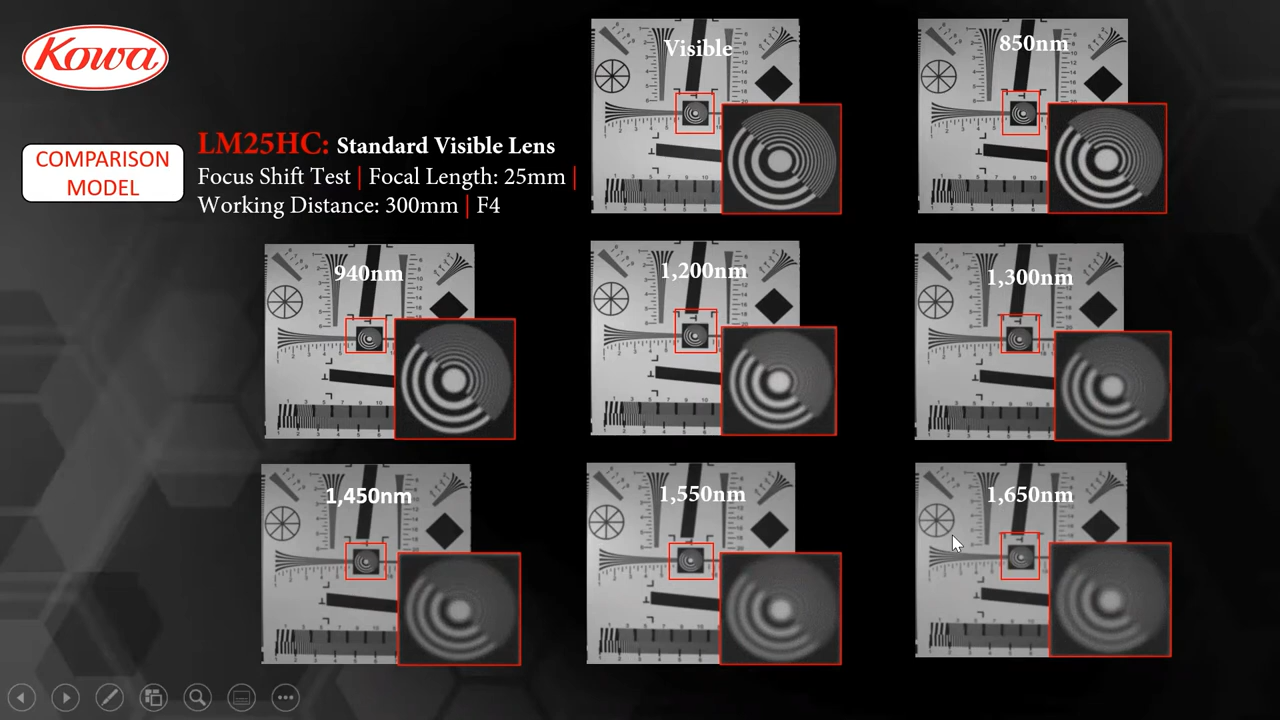 Kowa
COMPARISON
MODEL
LM25HC: Standard Visible Lens
Focus Shift Test | Focal Length: 25mm |
Working Distance: 300mm | F4
Visible
850nm
940nm
1,200nm
1,300nm
1,450nm
1,550nm
1,650nm